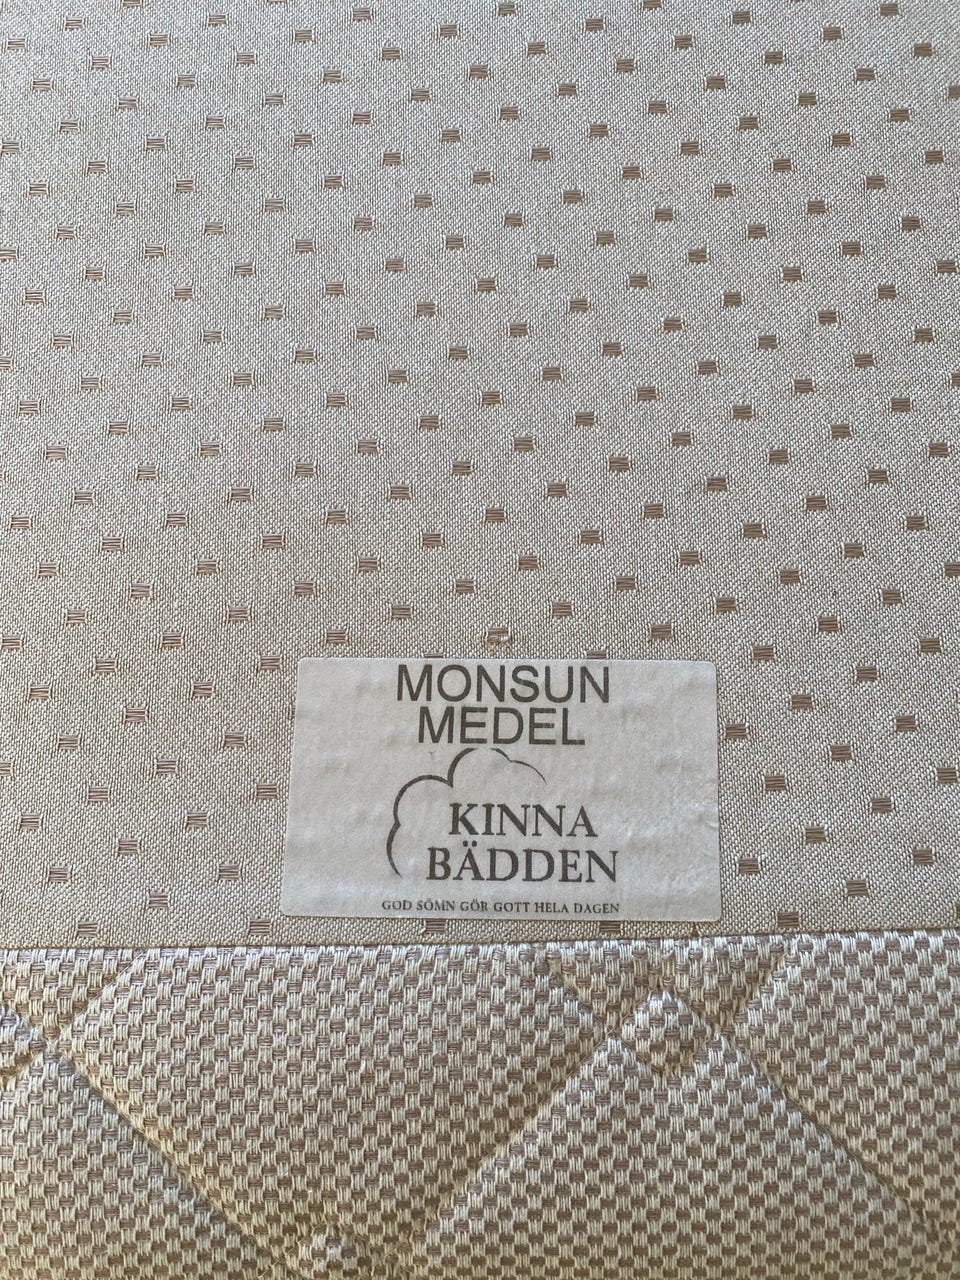 MONSUN
MEDEL
KINNA
BÄDDEN
GOD SÖMN GÖR GOTT HELA DAGEN